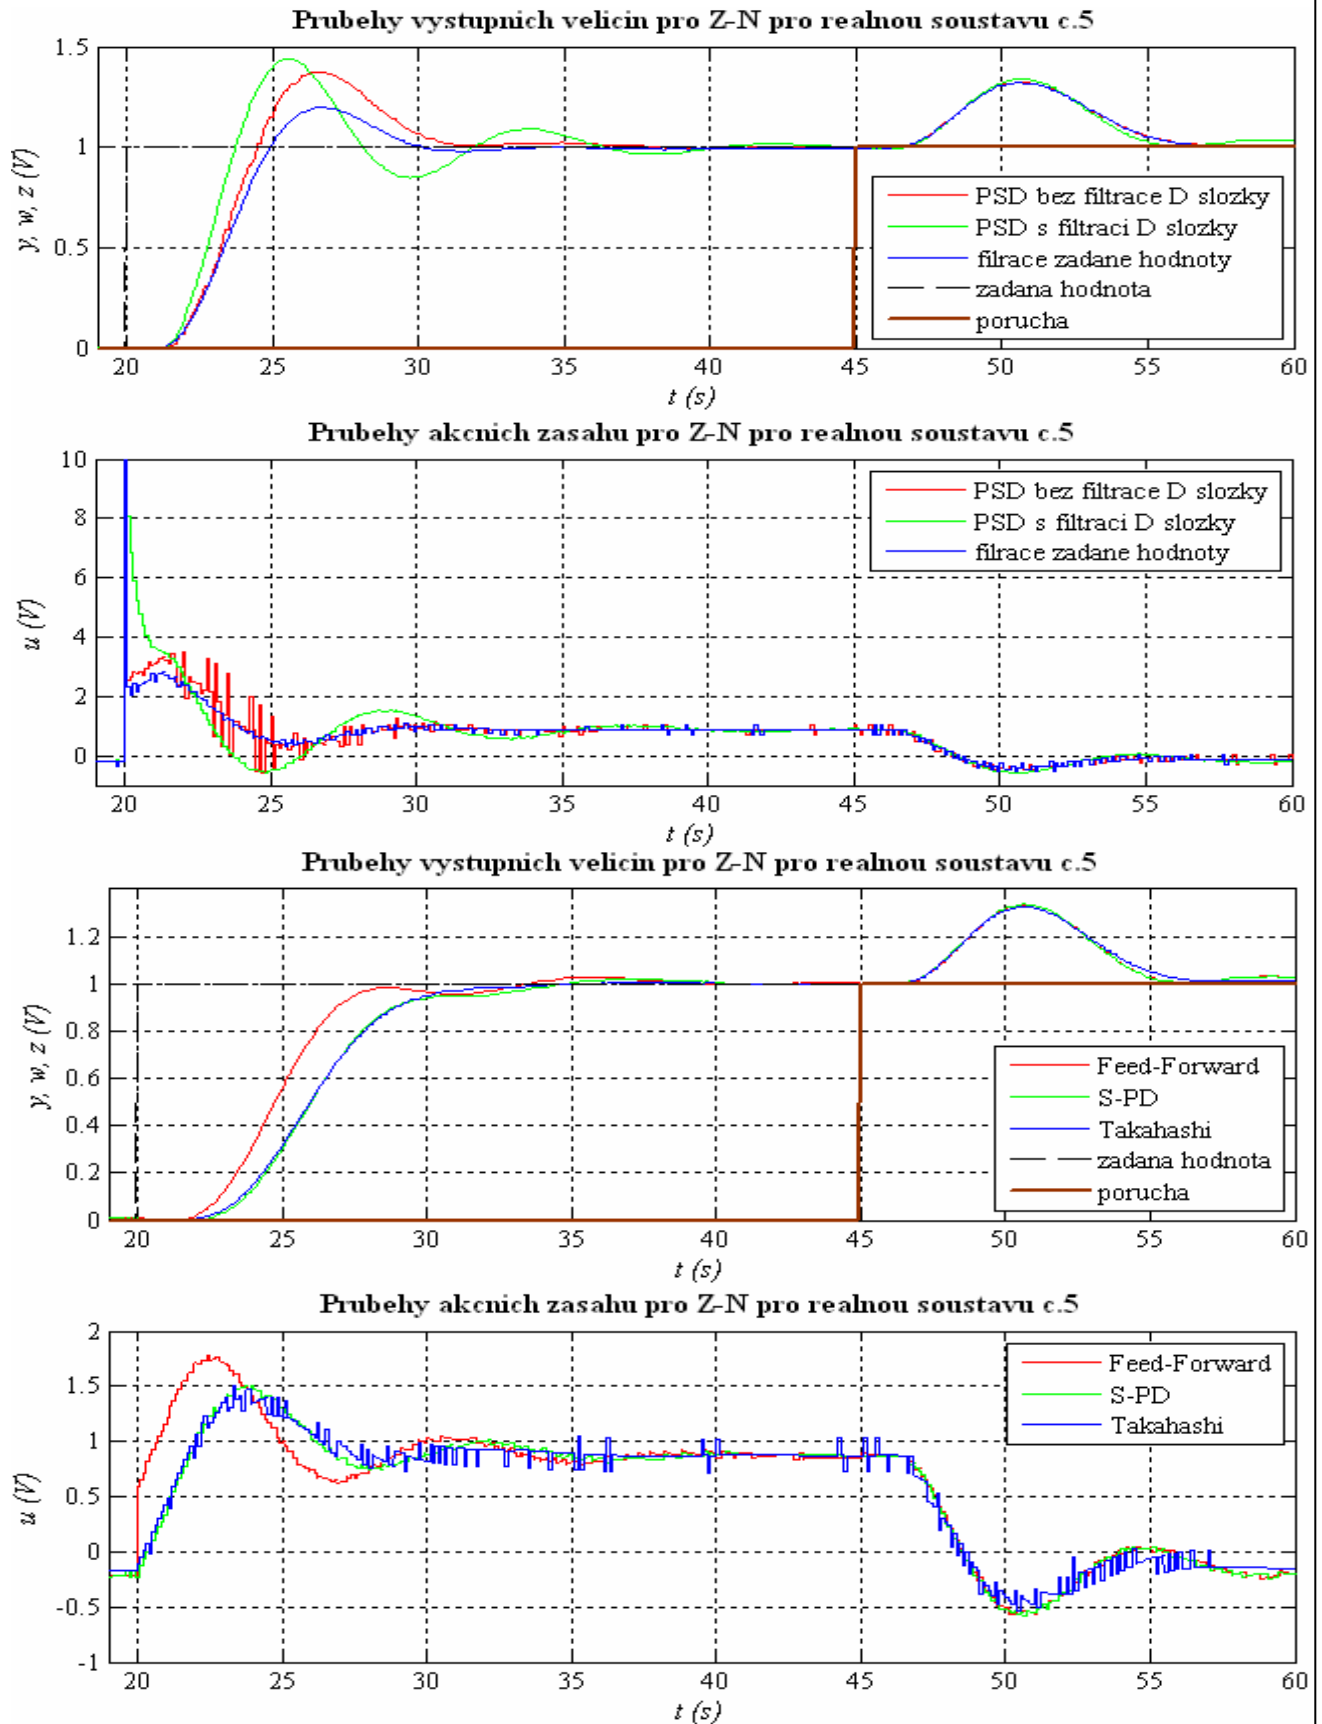 Prubehy vystupnich velicin pro Z-N pro realnou soustavu c.5
1.5
1
0.5
0
y, w, z (V)
PSD bez filtrace D slozky
PSD s filtraci D slozky
filrace zadane hodnoty
zadana hodnota
porucha
20 25 30 35 40 45 50 55 60
t (s)
Prubehy akcnich zasahu pro Z-N pro realnou soustavu c.5
10
8
6
4
2
0
u (V)
PSD bez filtrace D slozky
PSD s filtraci D slozky
filrace zadane hodnoty
20 25 30 35 40 45 50 55 60
t (s)
Prubehy vystupnich velicin pro Z-N pro realnou soustavu c.5
1.2
1
0.8
0.6
0.4
0.2
0
y, w, z (V)
Feed-Forward
S-PD
Takahashi
zadana hodnota
porucha
20 25 30 35 40 45 50 55 60
t (s)
Prubehy akcnich zasahu pro Z-N pro realnou soustavu c.5
2
1.5
1
0.5
0
-0.5
-1
u (V)
Feed-Forward
S-PD
Takahashi
20 25 30 35 40 45 50 55 60
t (s)